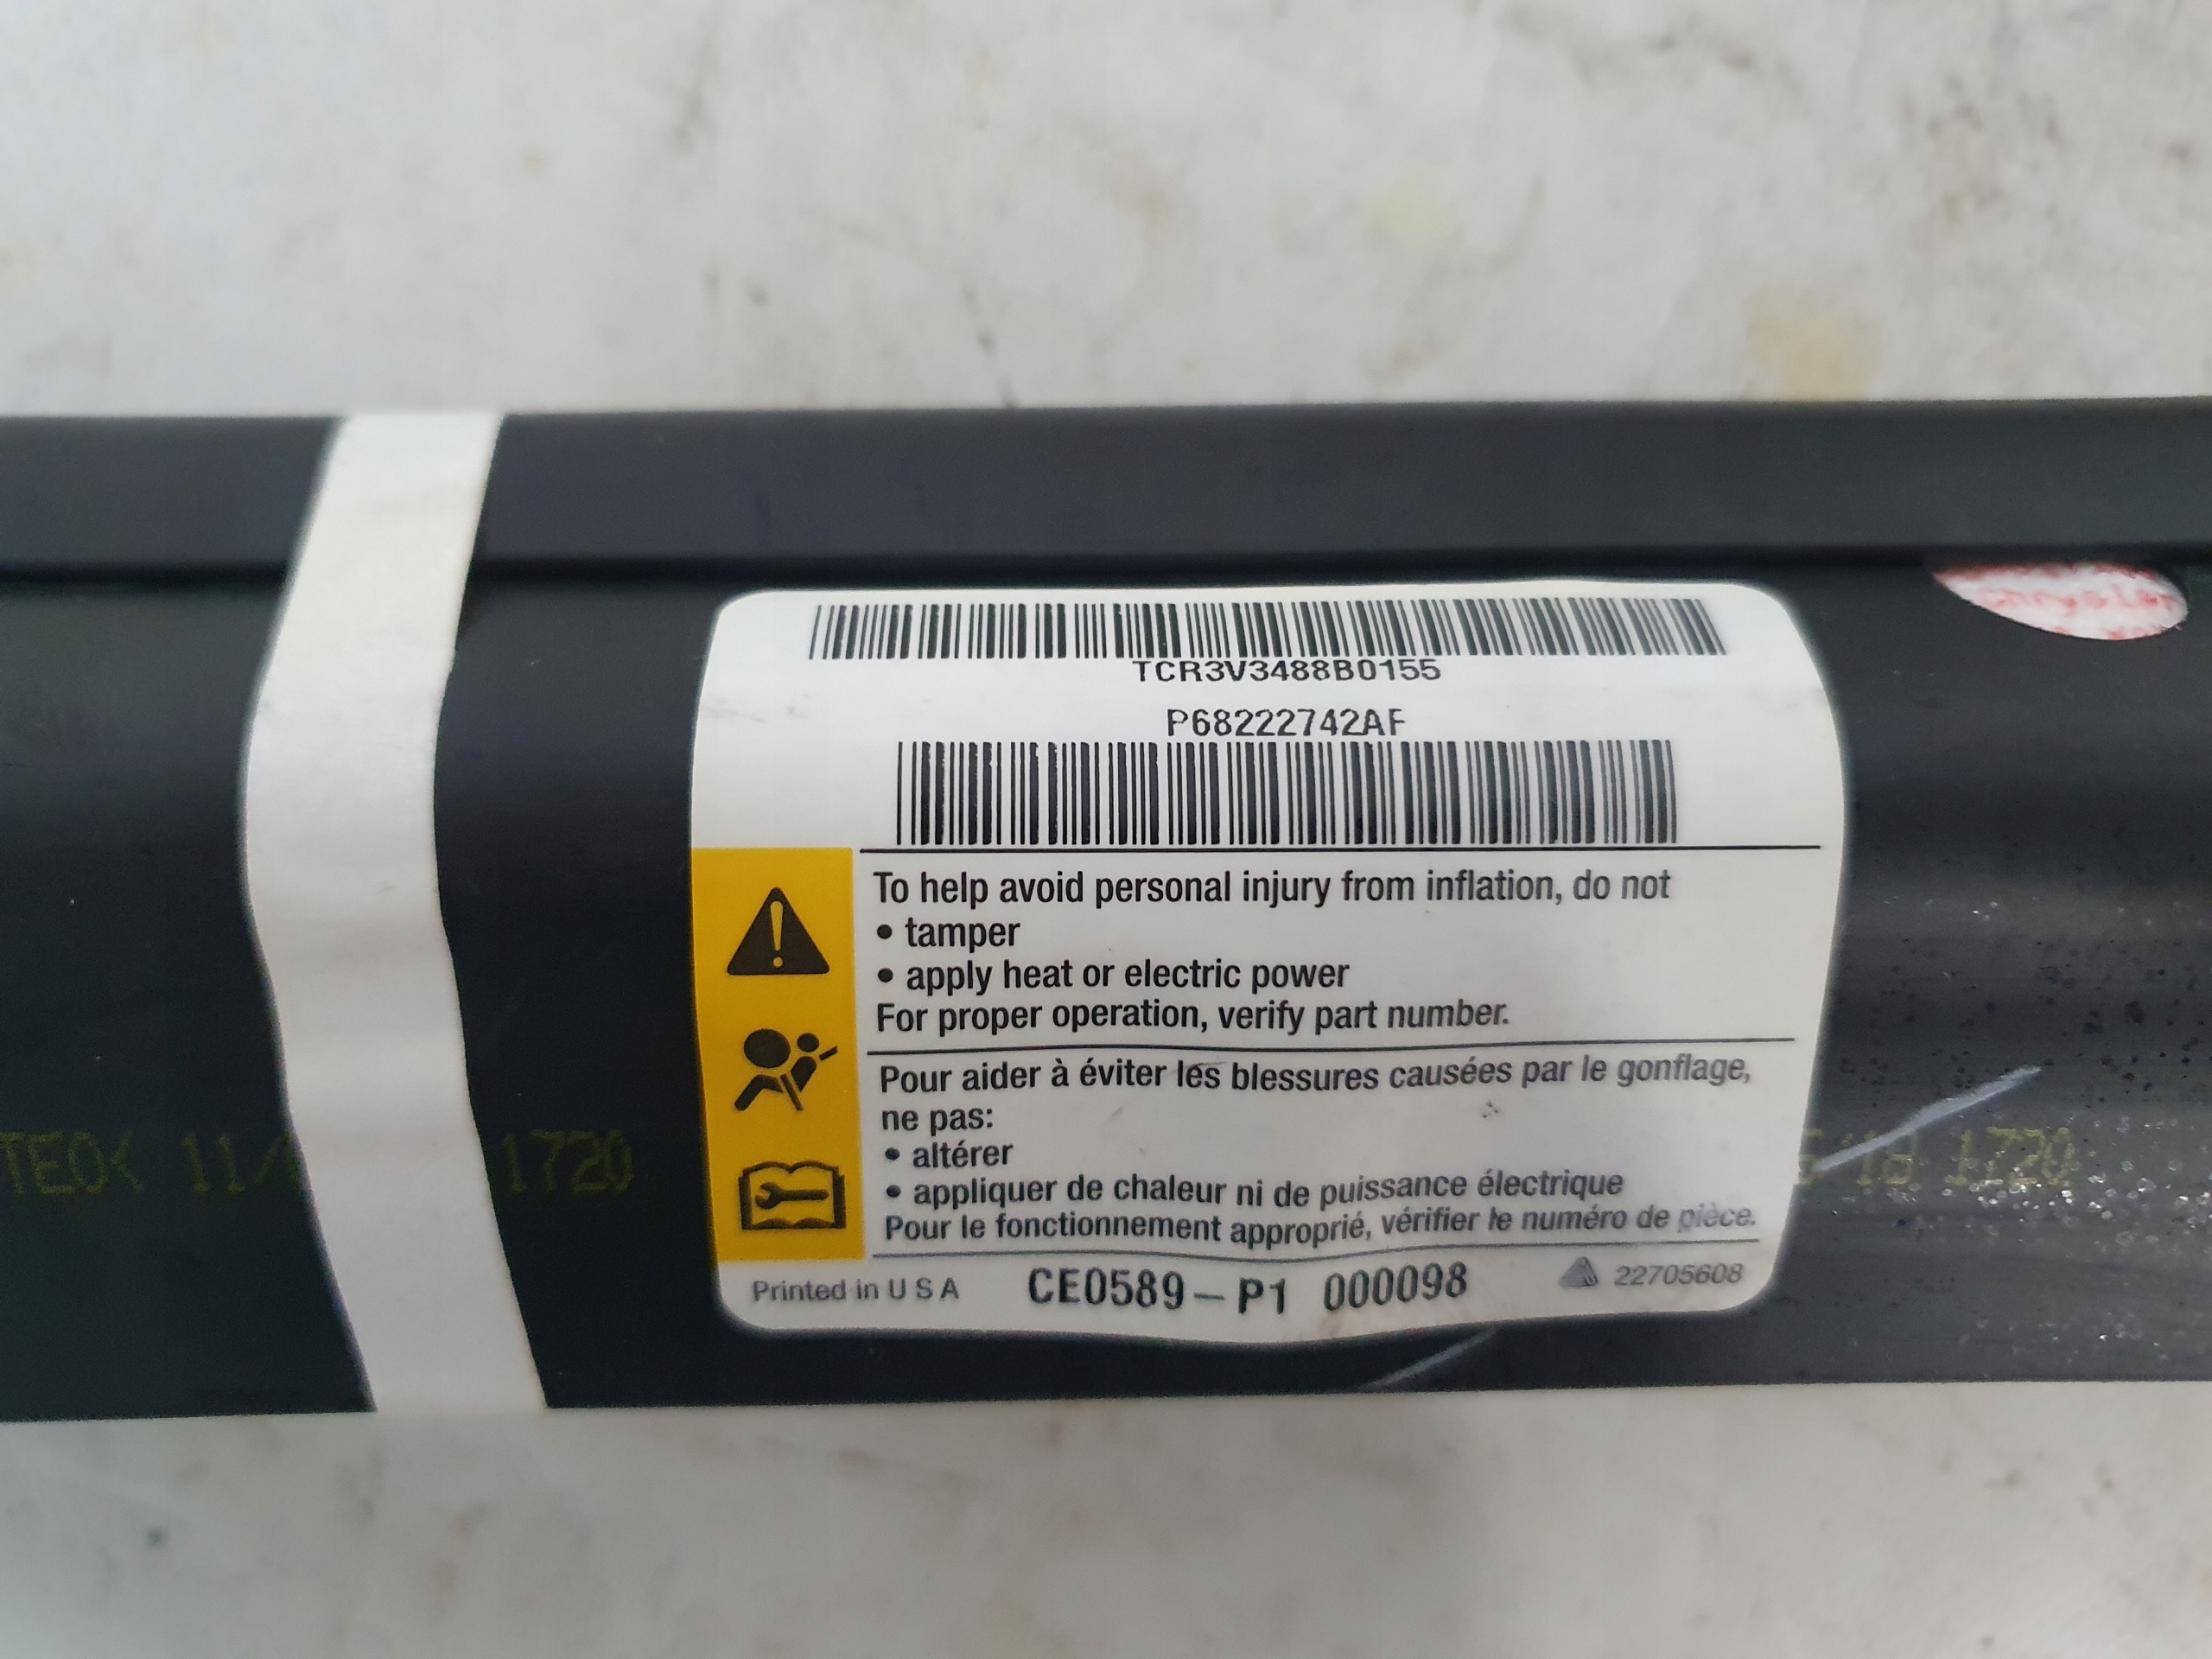 TCR3V3488B0155
P68222742AF
To help avoid personal injury from inflation, do not
• tamper
• apply heat or electric power
For proper operation, verify part number.
Pour aider à éviter les blessures causées par le gonflage,
ne pas:
• altérer
• appliquer de chaleur ni de puissance électrique
Pour le fonctionnement approprié, vérifier le numéro de pièce.
Printed in U S A CE0589-P1 000098 22705608
TEO< 11/ 1720
18 1720